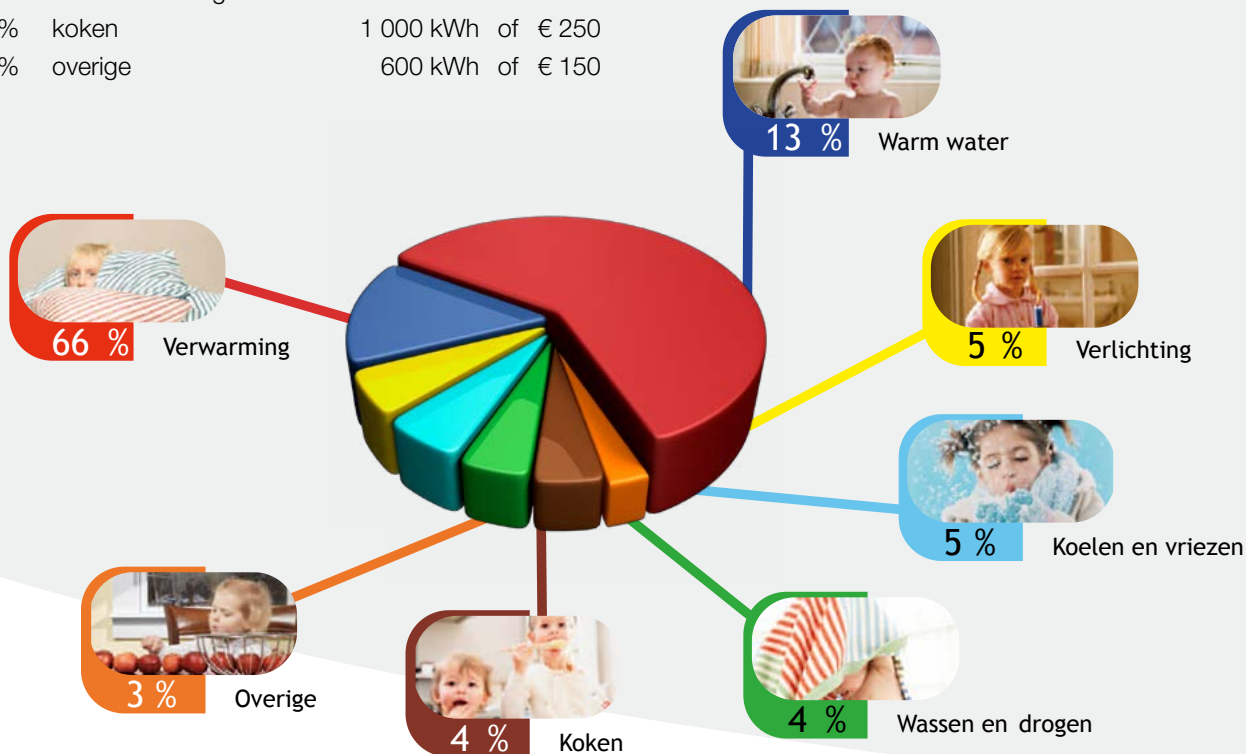 % koken 1 000 kWh of € 250
% overige 600 kWh of € 150
13 % Warm water
66 % Verwarming
5 % Verlichting
5 % Koelen en vriezen
3 % Overige
4 % Koken
4 % Wassen en drogen